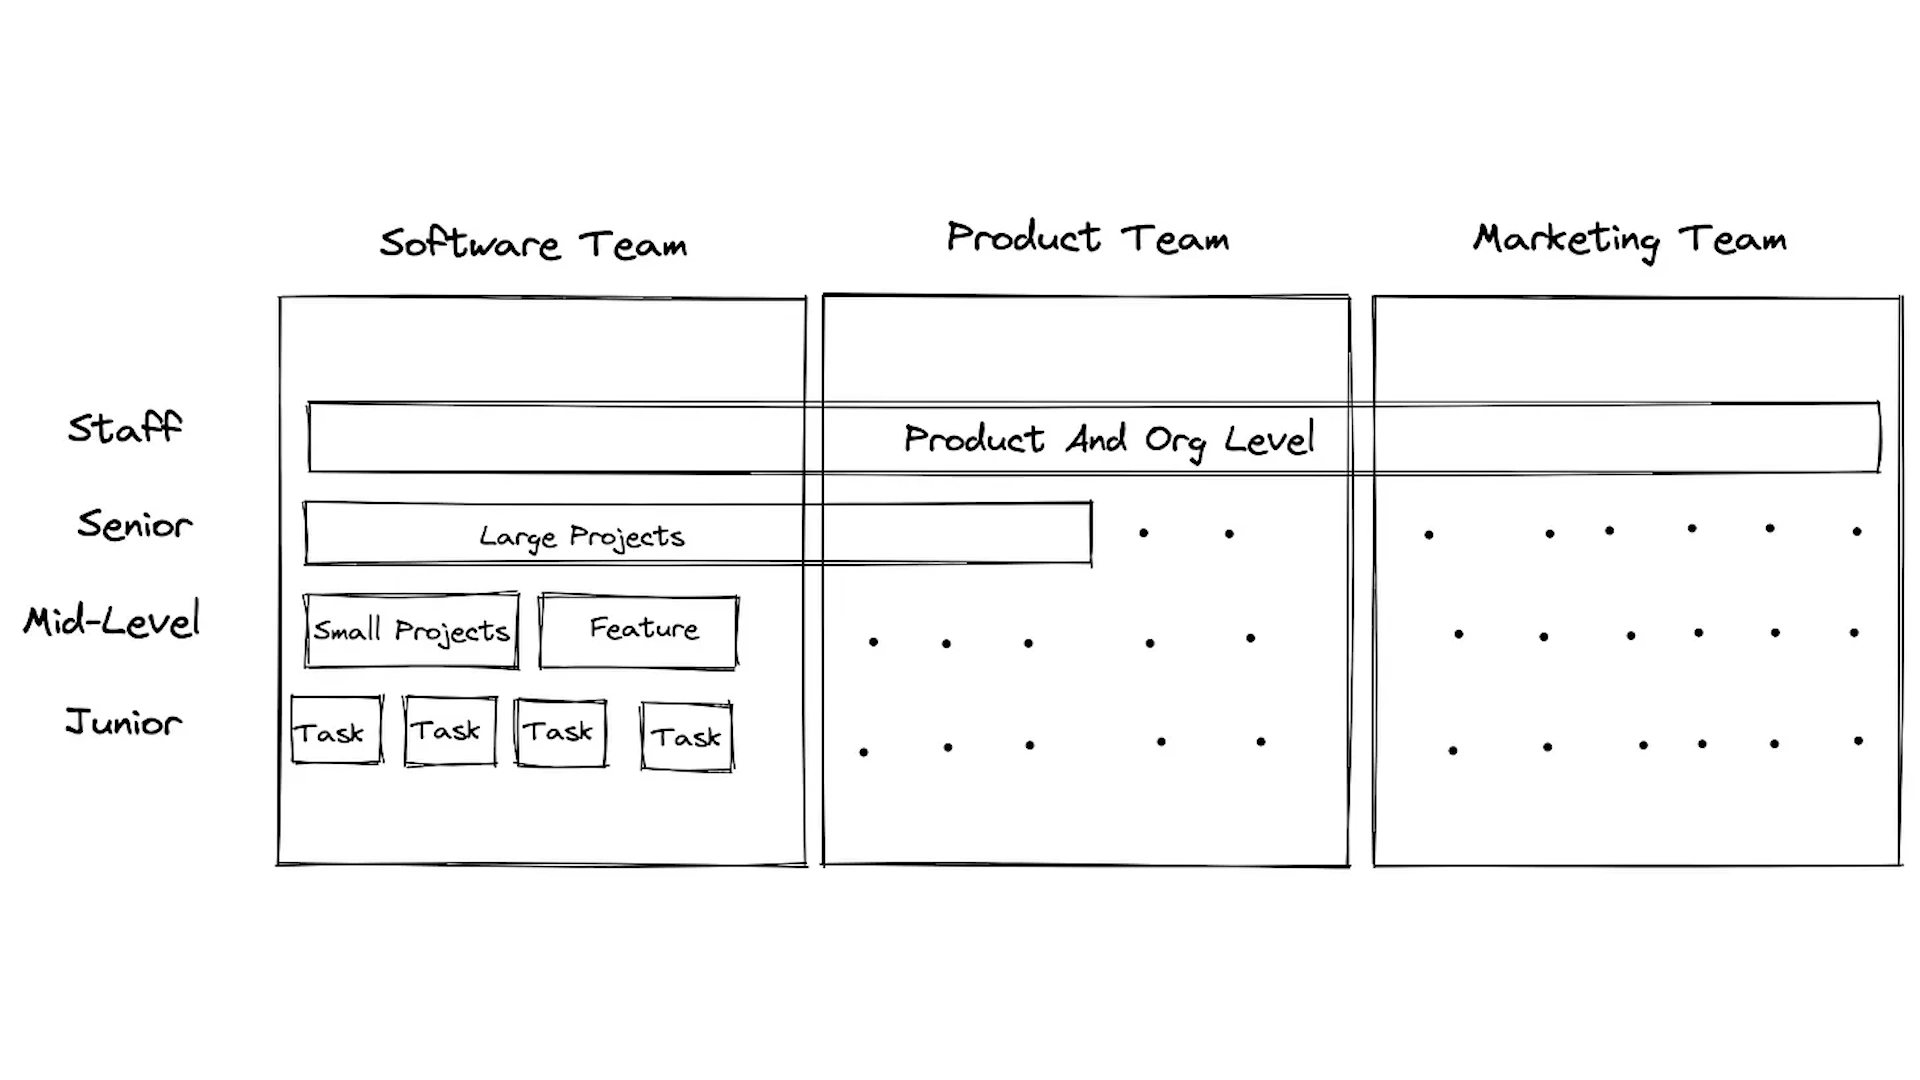 Software Team
Product Team
Marketing Team
Staff
Product And Org Level
Senior
Large Projects
Mid-Level
Small Projects
Feature
Junior
Task
Task
Task
Task